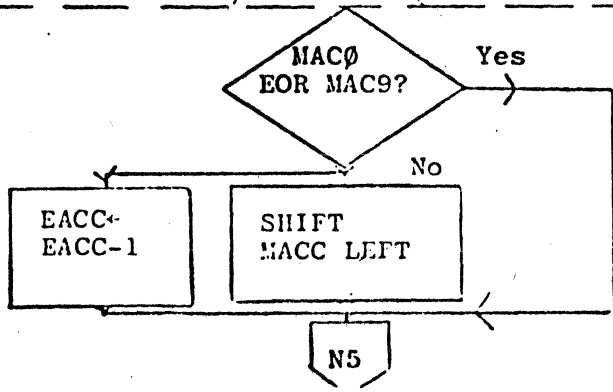 MACØ
EOR MAC9?
Yes
No
EACC←
EACC-1
SHIFT
MACC LEFT
N5